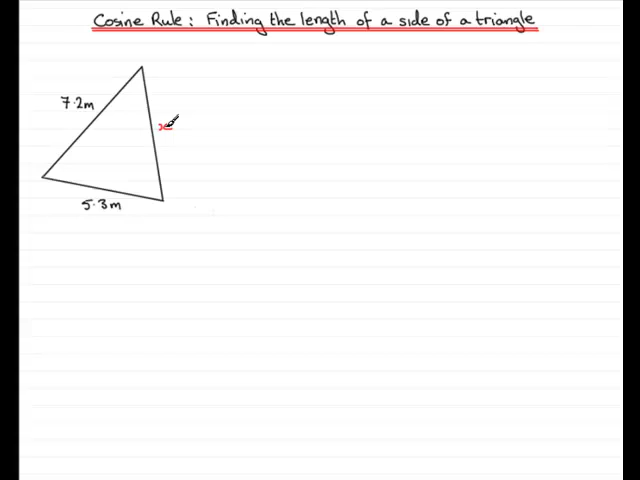 Cosine Rule: Finding the length of a side of a triangle
7.2m
x
5.3m